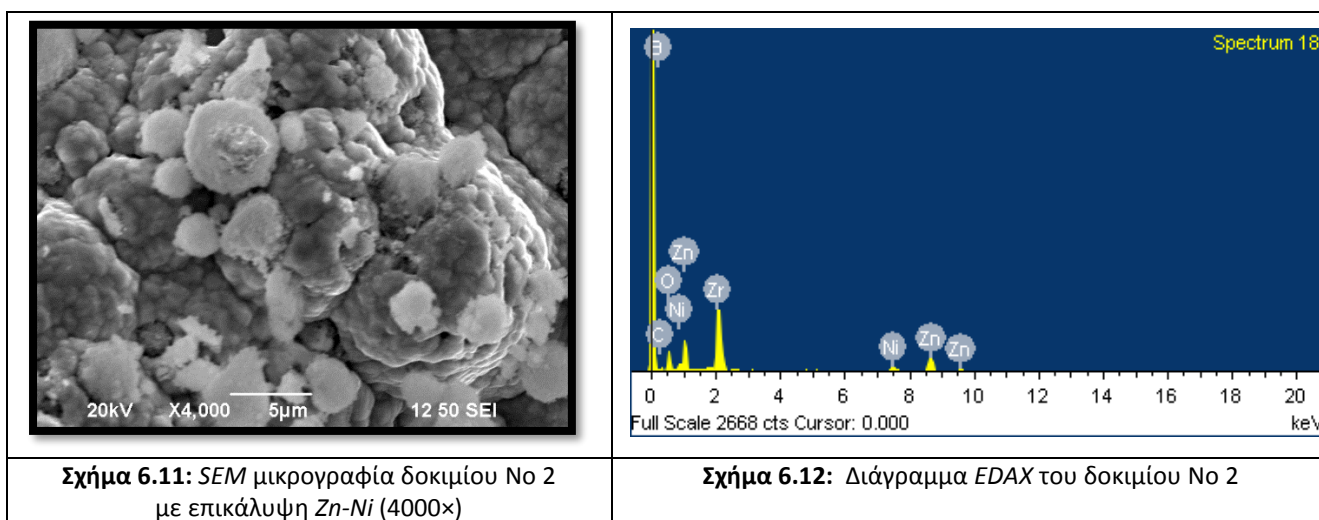 20kV X4,000 5μm 12 50 SEI
Spectrum 18
B
Zn
O
Ni
Zr
C
Ni
Zn
Zn
0 2 4 6 8 10 12 14 16 18 20
Full Scale 2668 cts Cursor: 0.000
keV
Σχήμα 6.11: SEM μικρογραφία δοκιμίου Νο 2
με επικάλυψη Zn-Ni (4000×)
Σχήμα 6.12: Διάγραμμα EDAX του δοκιμίου Νο 2